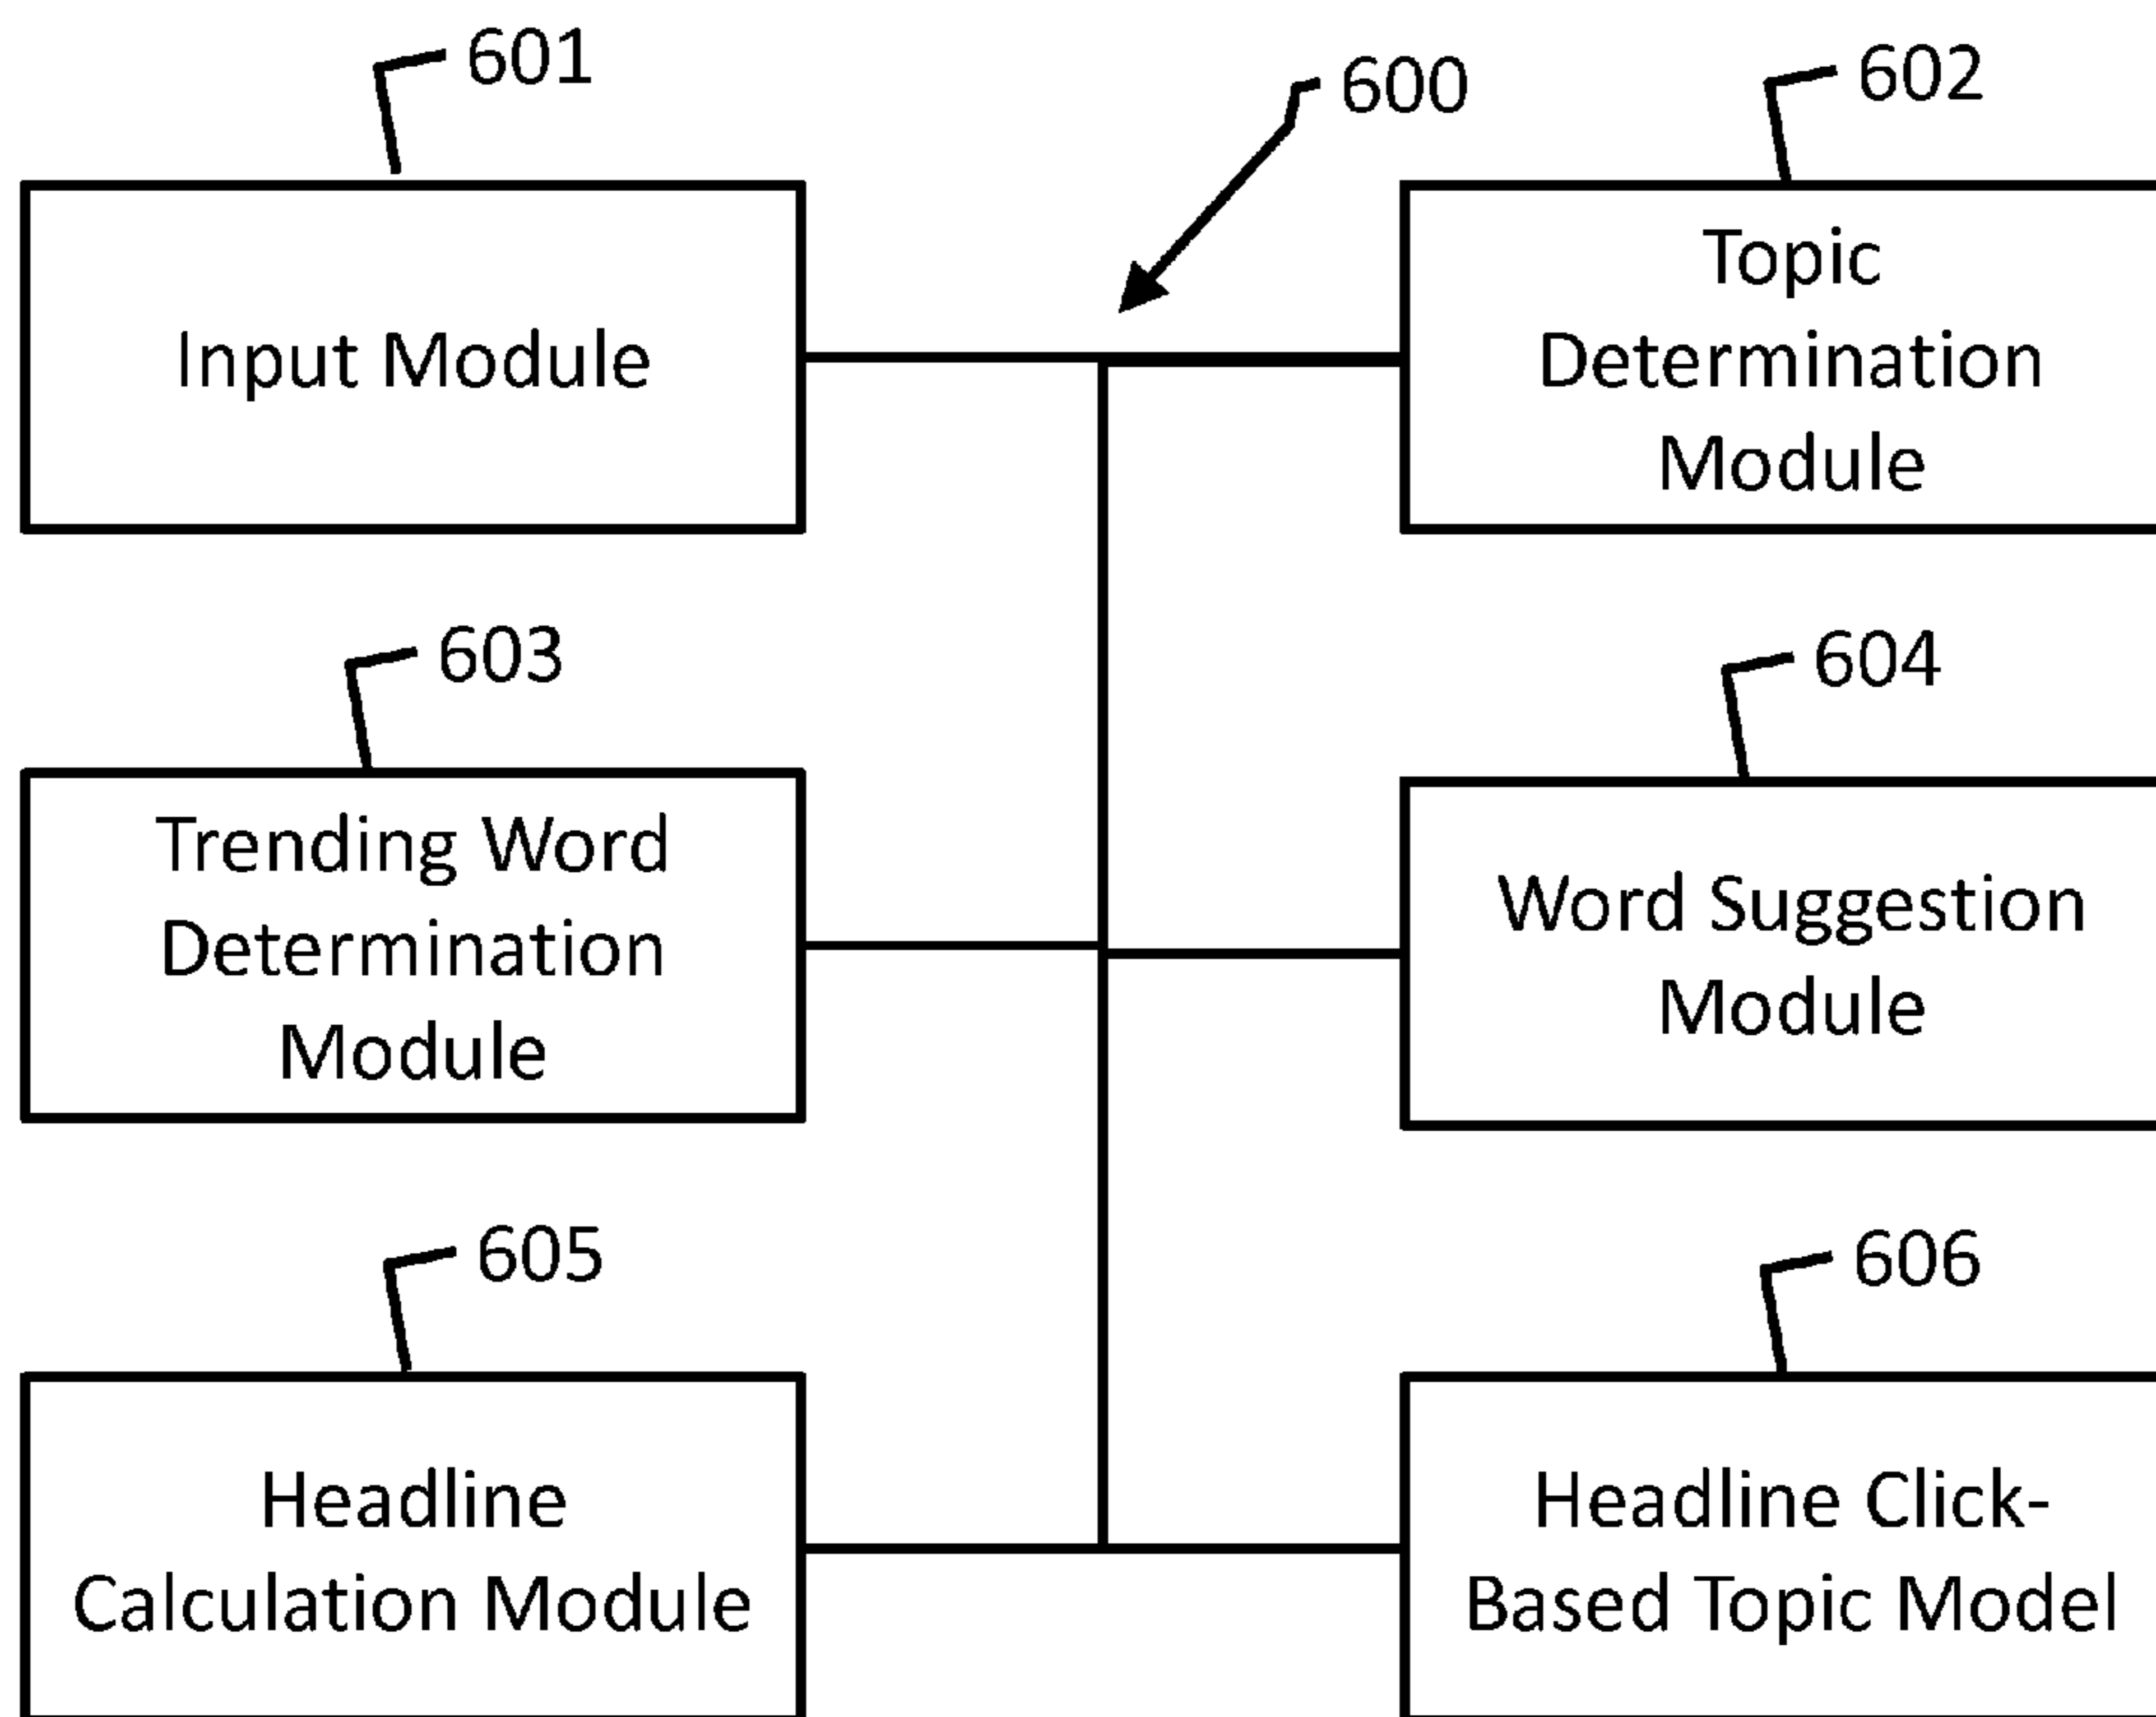 601
600
602
Input Module
Topic
Determination
Module
603
604
Trending Word
Determination
Module
Word Suggestion
Module
605
606
Headline
Calculation Module
Headline Click-
Based Topic Model